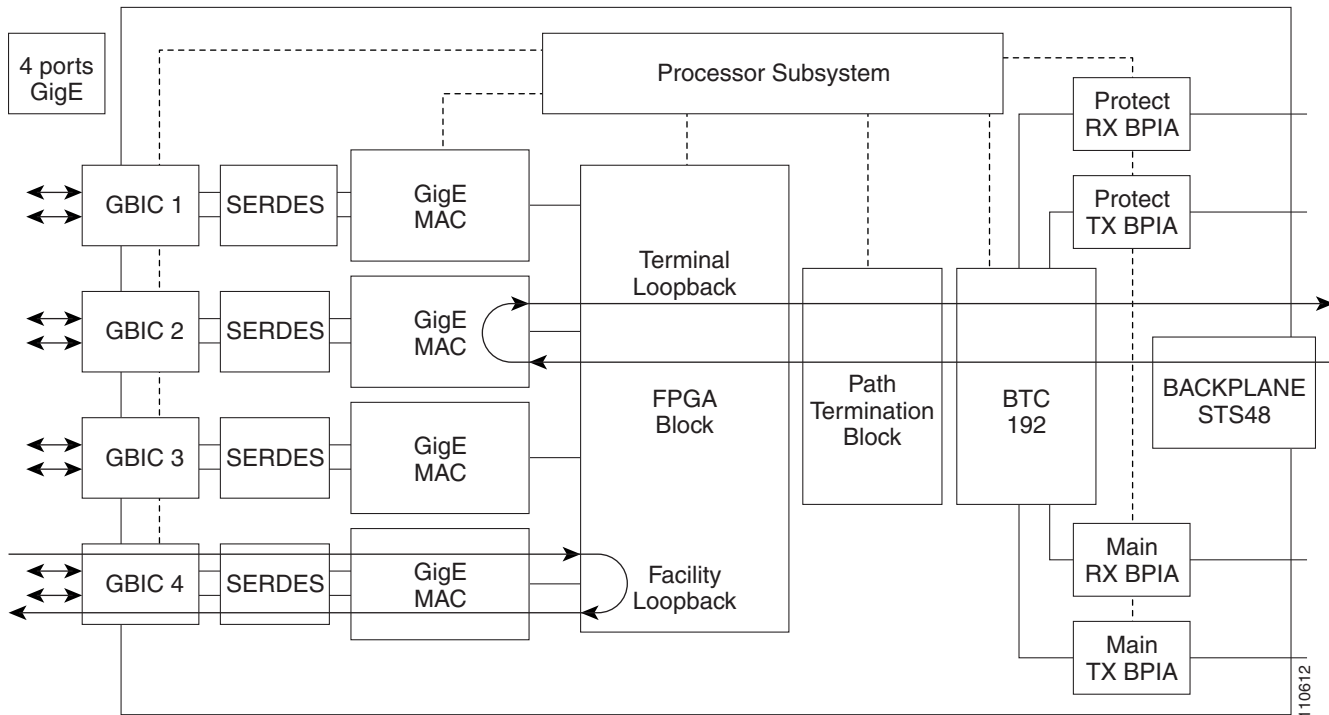 4 ports
GigE
Processor Subsystem
Protect
RX BPIA
Protect
TX BPIA
GBIC 1
SERDES
GigE
MAC
GBIC 2
SERDES
GigE
MAC
Terminal
Loopback
FPGA
Block
Path
Termination
Block
BTC
192
BACKPLANE
STS48
GBIC 3
SERDES
GigE
MAC
GBIC 4
SERDES
GigE
MAC
Facility
Loopback
Main
RX BPIA
Main
TX BPIA
110612